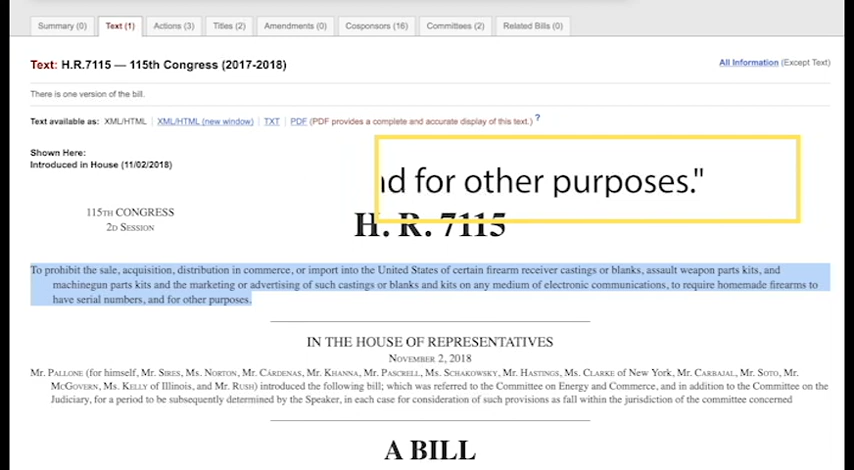 Summary (0) Text (1) Actions (3) Titles (2) Amendments (0) Cosponsors (16) Committees (2) Related Bills (0)
Text: H.R.7115 — 115th Congress (2017-2018)
All Information (Except Text)
There is one version of the bill.
Text available as: XML/HTML | XML/HTML (new window) | TXT | PDF (PDF provides a complete and accurate display of this text.) ?
Shown Here:
Introduced in House (11/02/2018)
d for other purposes."
115TH CONGRESS
2D SESSION
H. R. 7115
To prohibit the sale, acquisition, distribution in commerce, or import into the United States of certain firearm receiver castings or blanks, assault weapon parts kits, and
machinegun parts kits and the marketing or advertising of such castings or blanks and kits on any medium of electronic communications, to require homemade firearms to
have serial numbers, and for other purposes.
IN THE HOUSE OF REPRESENTATIVES
NOVEMBER 2, 2018
Mr. PALLONE (for himself, Mr. SIRES, Ms. NORTON, Mr. CÁRDENAS, Mr. KHANNA, Mr. PASCRELL, Ms. SCHAKOWSKY, Mr. HASTINGS, Ms. CLARKE of New York, Mr. CARBAJAL, Mr. SOTO, Mr.
MCGOVERN, Ms. KELLY of Illinois, and Mr. RUSH) introduced the following bill; which was referred to the Committee on Energy and Commerce, and in addition to the Committee on the
Judiciary, for a period to be subsequently determined by the Speaker, in each case for consideration of such provisions as fall within the jurisdiction of the committee concerned
A BILL